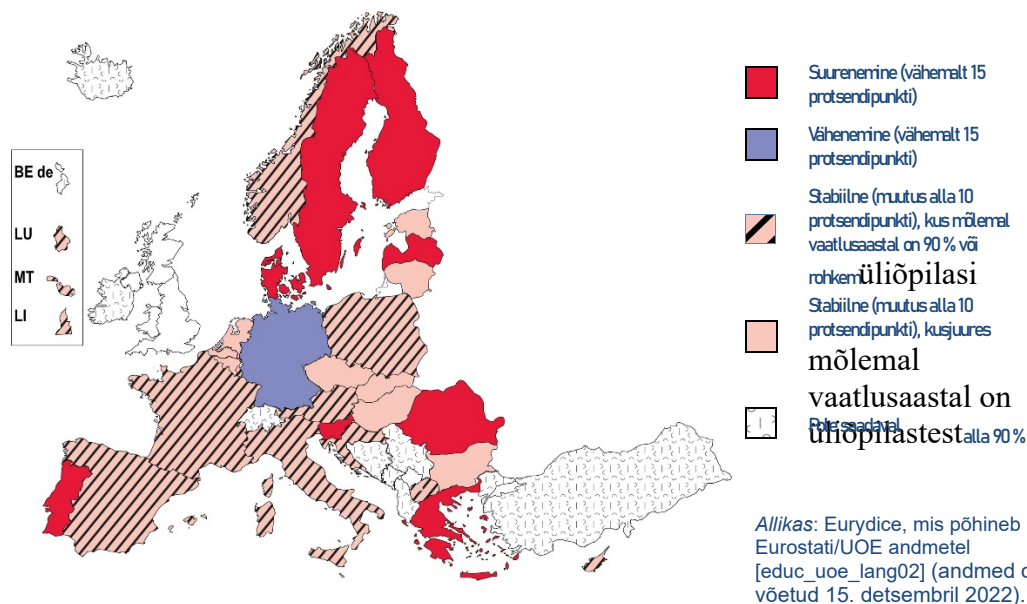 Suurenemine (vähemalt 15
protsendipunkti)
Vähenemine (vähemalt 15
protsendipunkti)
Stabiilne (muutus alla 10
protsendipunkti), kus mõlemal
vaatlusaastal on 90 % või
rohkem üliõpilasi
Stabiilne (muutus alla 10
protsendipunkti), kusjuures
mõlemal
vaatlusaastal on
üliõpilastest alla 90 %
Pole saadaval
BE de
LU
MT
LI
Allikas: Eurydice, mis põhineb
Eurostati/UOE andmetel
[educ_uoe_lang02] (andmed
võetud 15. detsembril 2022).